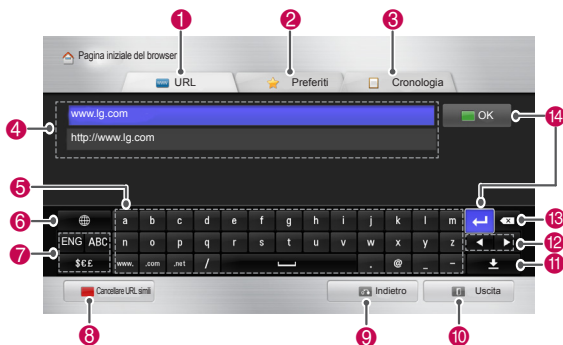 1 2 3
Pagina iniziale del browser
URL Preferiti Cronologia
4 www.lg.com OK 14
http://www.lg.com
5
6 a b c d e f g h i j k l m 13
7 ENG ABC n o p q r s t u v w x y z 12
$€£ www. .com .net / . @ _ - 11
Cancellare URL simili Indietro Uscita
8 9 10